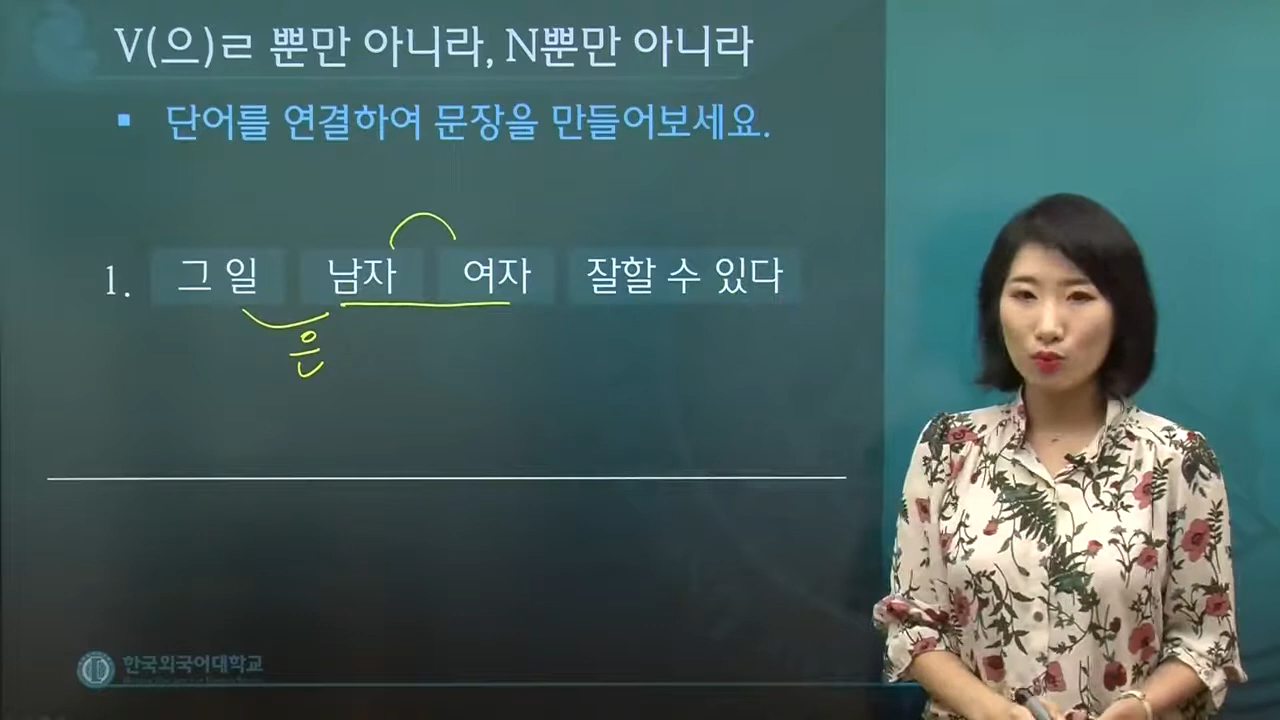 V(으)ㄹ 뿐만 아니라, N뿐만 아니라
▪ 단어를 연결하여 문장을 만들어보세요.
1. 그 일 남자 여자 잘할 수 있다
은
한국외국어대학교